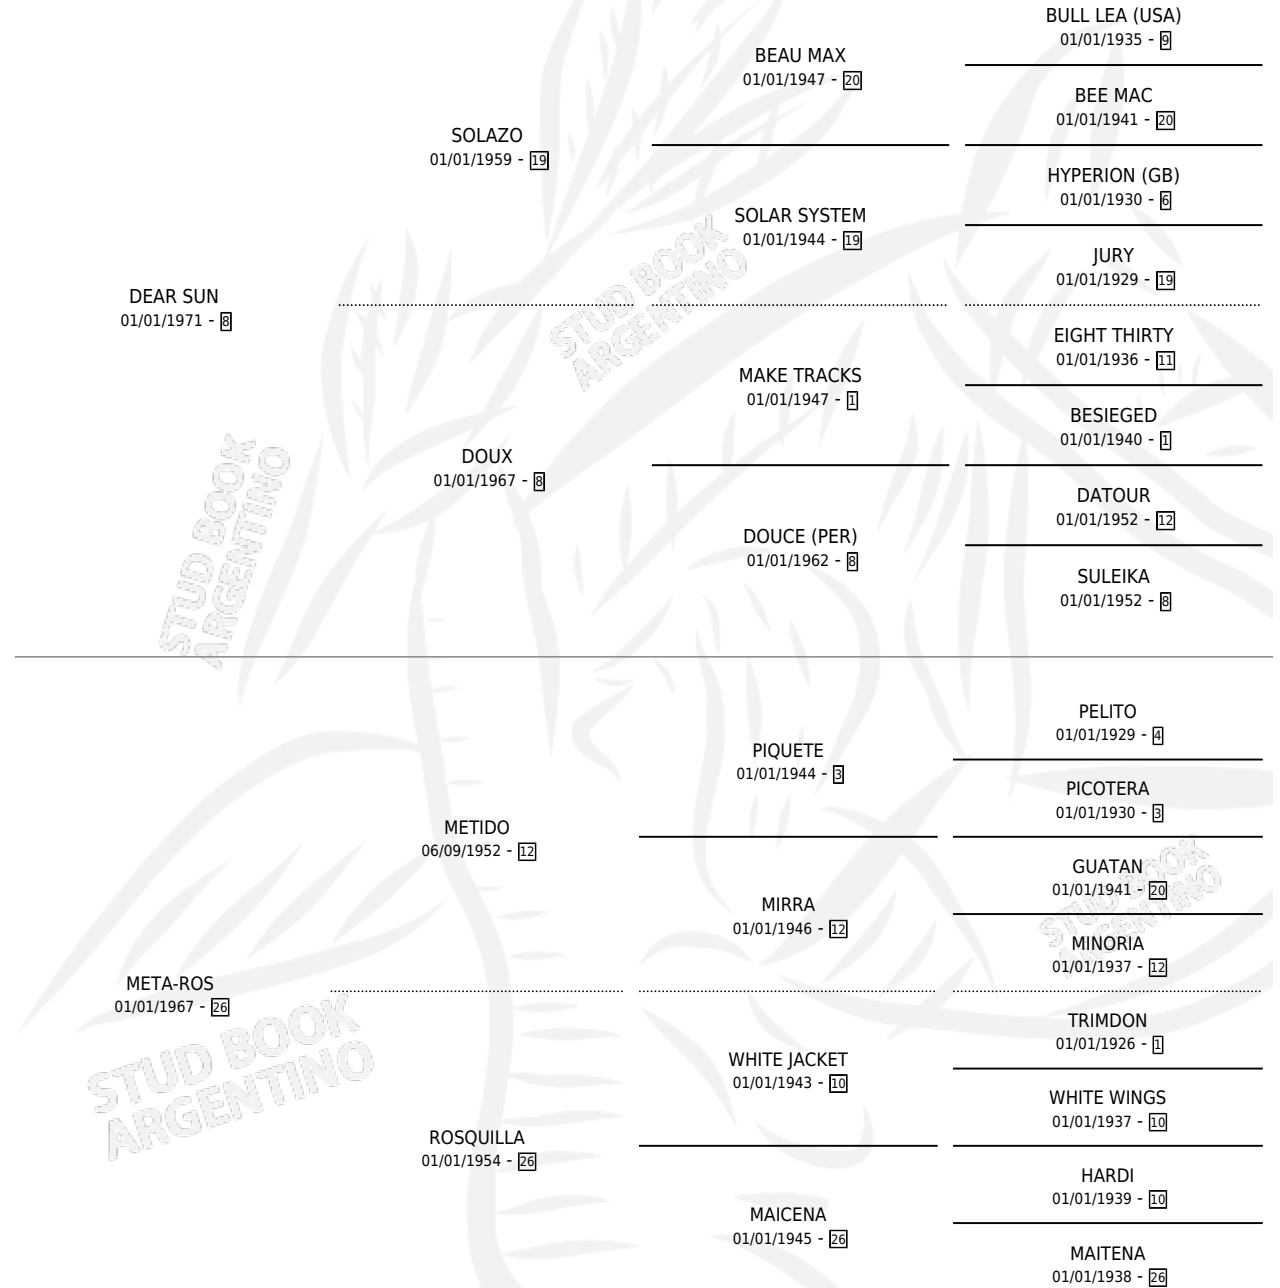 BULL LEA (USA)
01/01/1935 - 9
BEAU MAX
01/01/1947 - 20
BEE MAC
01/01/1941 - 20
SOLAZO
01/01/1959 - 19
HYPERION (GB)
01/01/1930 - 6
SOLAR SYSTEM
01/01/1944 - 19
JURY
01/01/1929 - 19
DEAR SUN
01/01/1971 - 8
EIGHT THIRTY
01/01/1936 - 11
MAKE TRACKS
01/01/1947 - 1
BESIEGED
01/01/1940 - 1
DOUX
01/01/1967 - 8
DATOUR
01/01/1952 - 12
DOUCE (PER)
01/01/1962 - 8
SULEIKA
01/01/1952 - 8
PELITO
01/01/1929 - 4
PIQUETE
01/01/1944 - 3
PICOTERA
01/01/1930 - 3
METIDO
06/09/1952 - 12
GUATAN
01/01/1941 - 20
MIRRA
01/01/1946 - 12
MINORIA
01/01/1937 - 12
META-ROS
01/01/1967 - 26
TRIMDON
01/01/1926 - 1
WHITE JACKET
01/01/1943 - 10
WHITE WINGS
01/01/1937 - 10
ROSQUILLA
01/01/1954 - 26
HARDI
01/01/1939 - 10
MAICENA
01/01/1945 - 26
MAITENA
01/01/1938 - 26
STUD BOOK
ARGENTINO
STUD BOOK
ARGENTINO
STUD BOOK
ARGENTINO
STUD BOOK
ARGENTINO